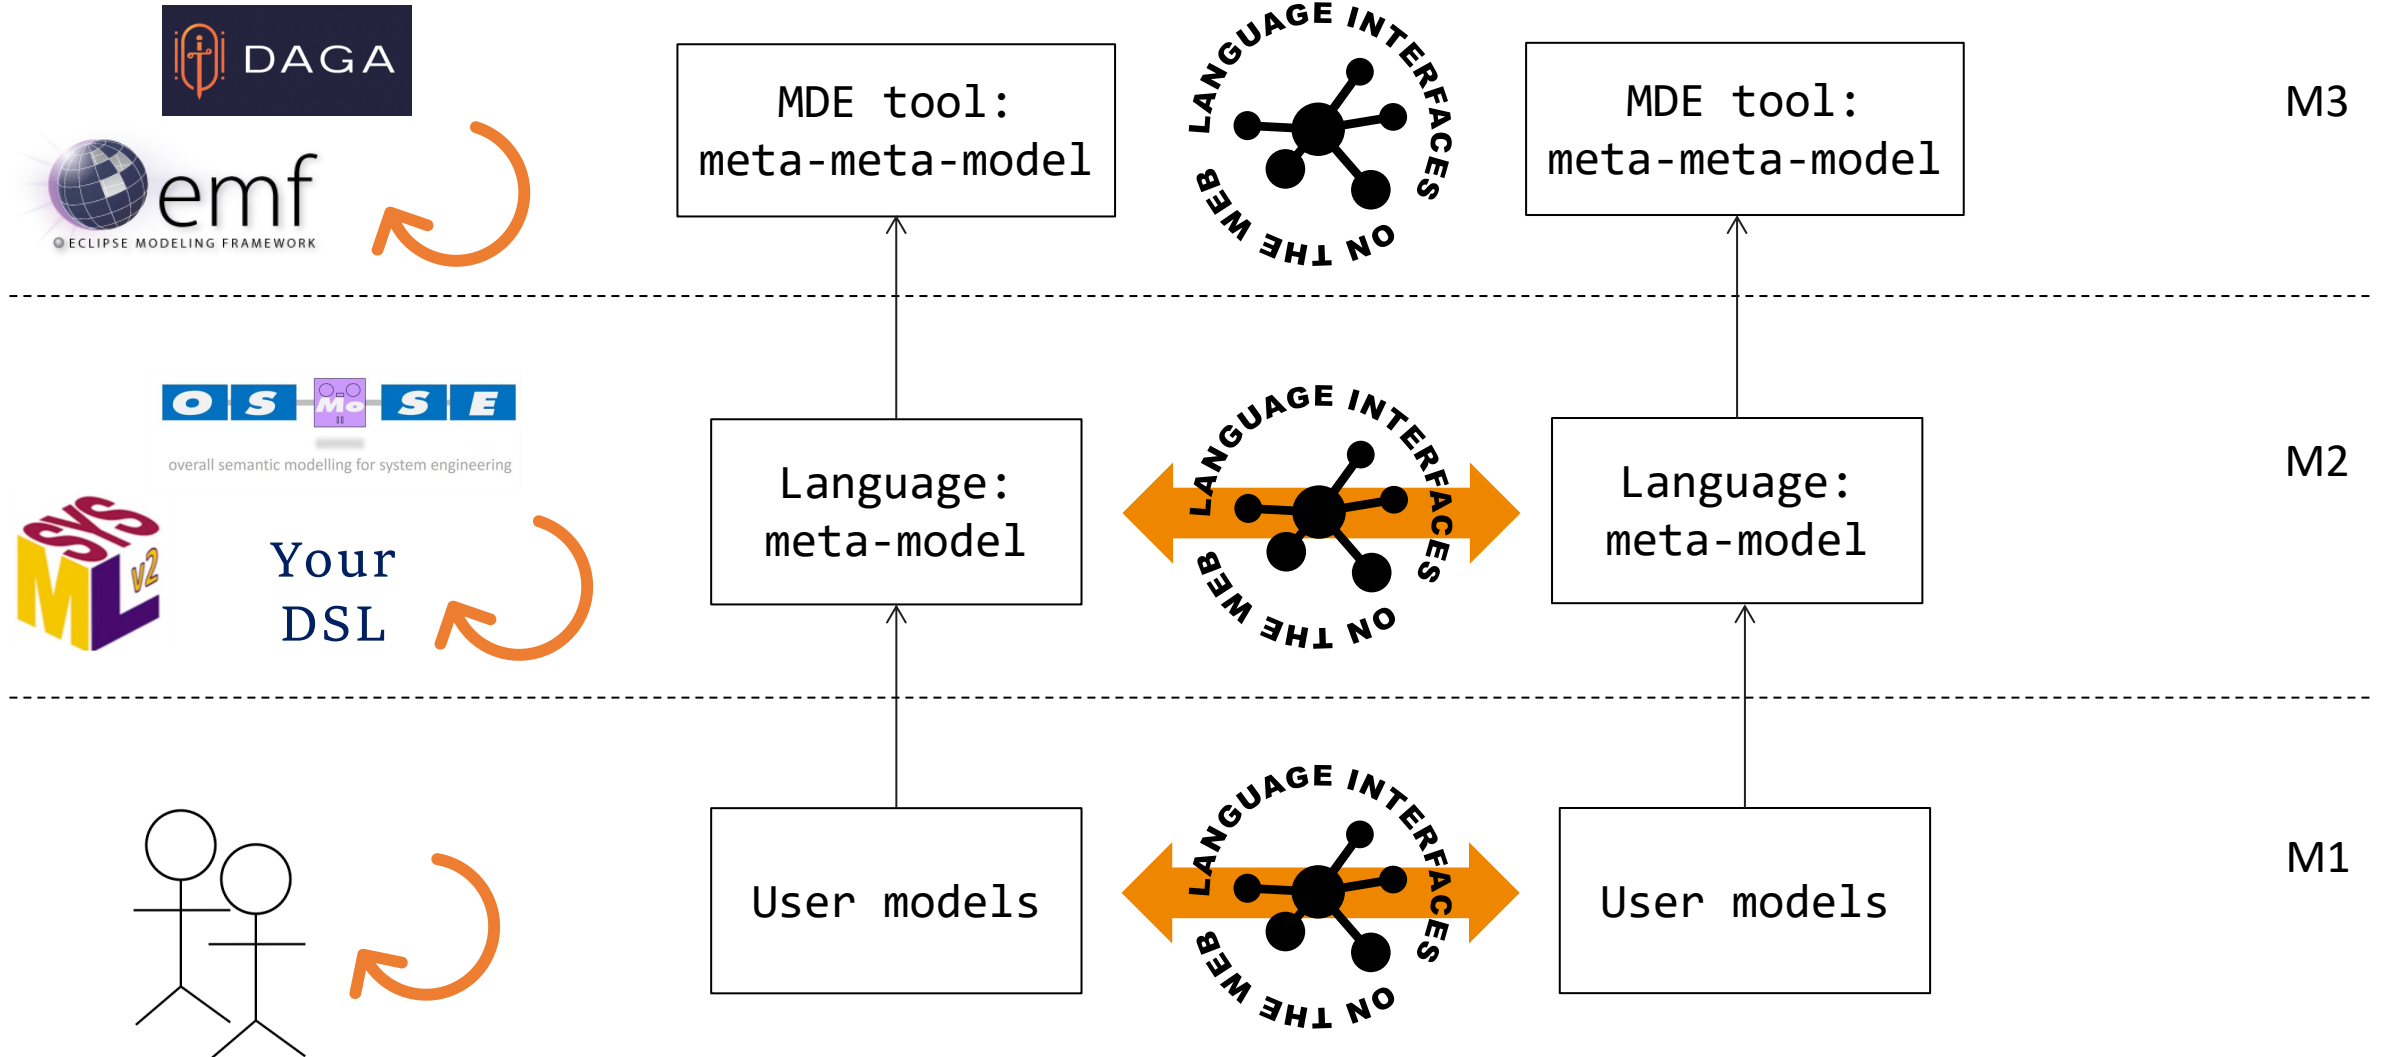 DAGA
emf
ECLIPSE MODELING FRAMEWORK
MDE tool:
meta-meta-model
LANGUAGE INTERFACES
ON THE WEB
MDE tool:
meta-meta-model
M3
O S Mo S E
overall semantic modelling for system engineering
SYS
ML
v2
Your
DSL
Language:
meta-model
LANGUAGE INTERFACES
ON THE WEB
Language:
meta-model
M2
User models
LANGUAGE INTERFACES
ON THE WEB
User models
M1